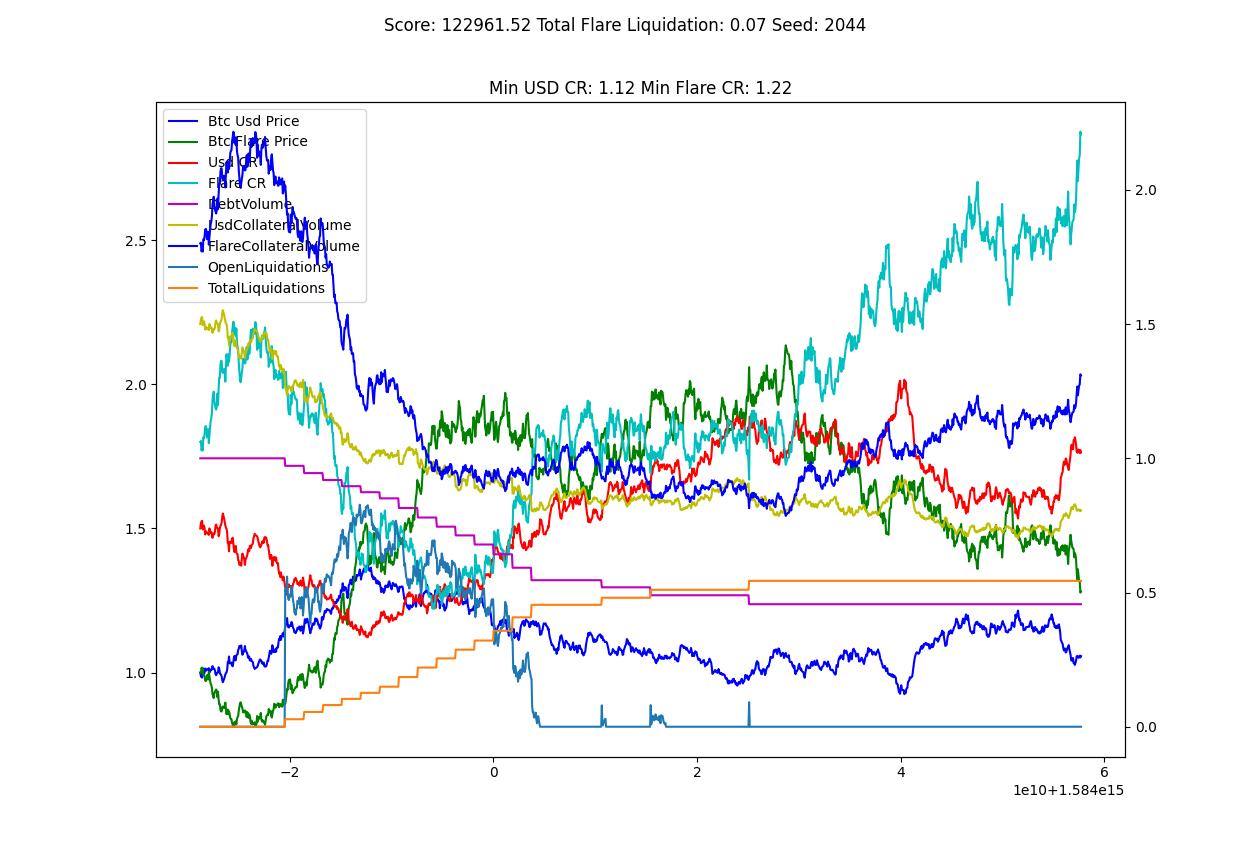 Score: 122961.52 Total Flare Liquidation: 0.07 Seed: 2044
Min USD CR: 1.12 Min Flare CR: 1.22
Btc Usd Price
Btc Flare Price
Usd CR
Flare CR
DebtVolume
UsdCollateralVolume
FlareCollateralVolume
OpenLiquidations
TotalLiquidations
2.5
2.0
1.5
1.0
2.0
1.5
1.0
0.5
0.0
−2 0 2 4 6
1e10+1.584e15